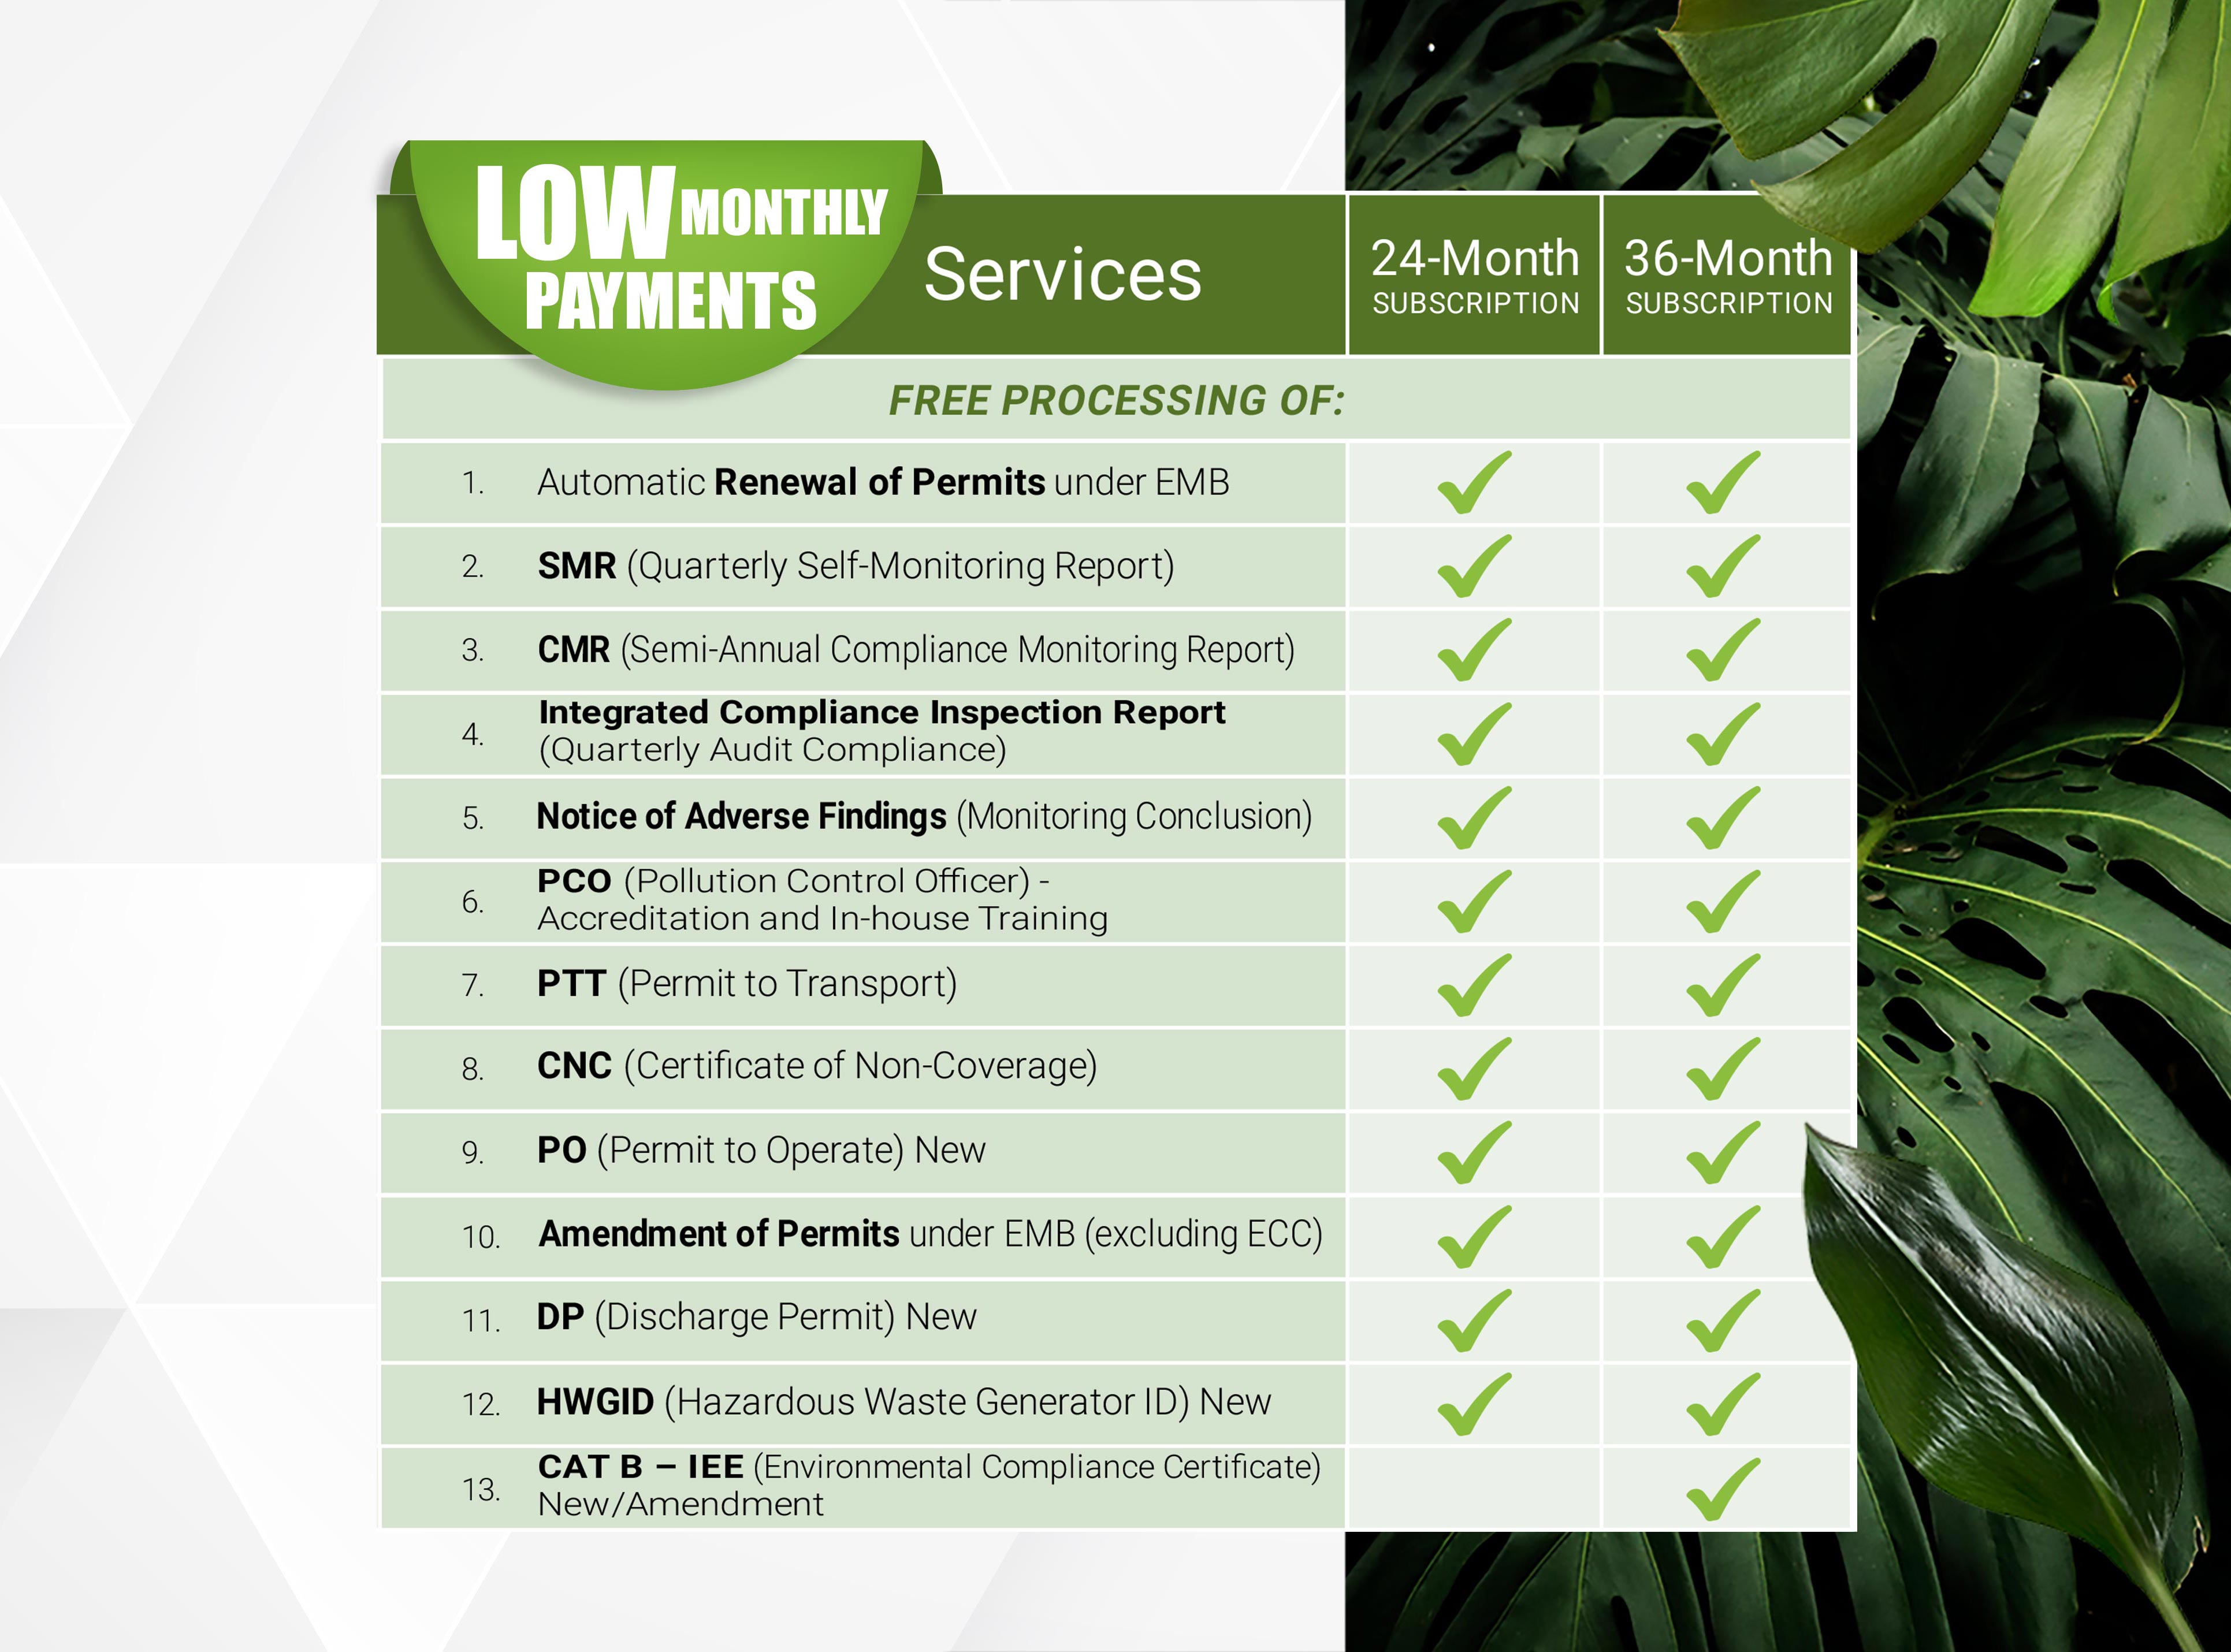 LOW MONTHLY
PAYMENTS
Services
24-Month
SUBSCRIPTION
36-Month
SUBSCRIPTION
FREE PROCESSING OF:
1. Automatic Renewal of Permits under EMB
2. SMR (Quarterly Self-Monitoring Report)
3. CMR (Semi-Annual Compliance Monitoring Report)
4. Integrated Compliance Inspection Report
(Quarterly Audit Compliance)
5. Notice of Adverse Findings (Monitoring Conclusion)
6. PCO (Pollution Control Officer) -
Accreditation and In-house Training
7. PTT (Permit to Transport)
8. CNC (Certificate of Non-Coverage)
9. PO (Permit to Operate) New
10. Amendment of Permits under EMB (excluding ECC)
11. DP (Discharge Permit) New
12. HWGID (Hazardous Waste Generator ID) New
13. CAT B – IEE (Environmental Compliance Certificate)
New/Amendment